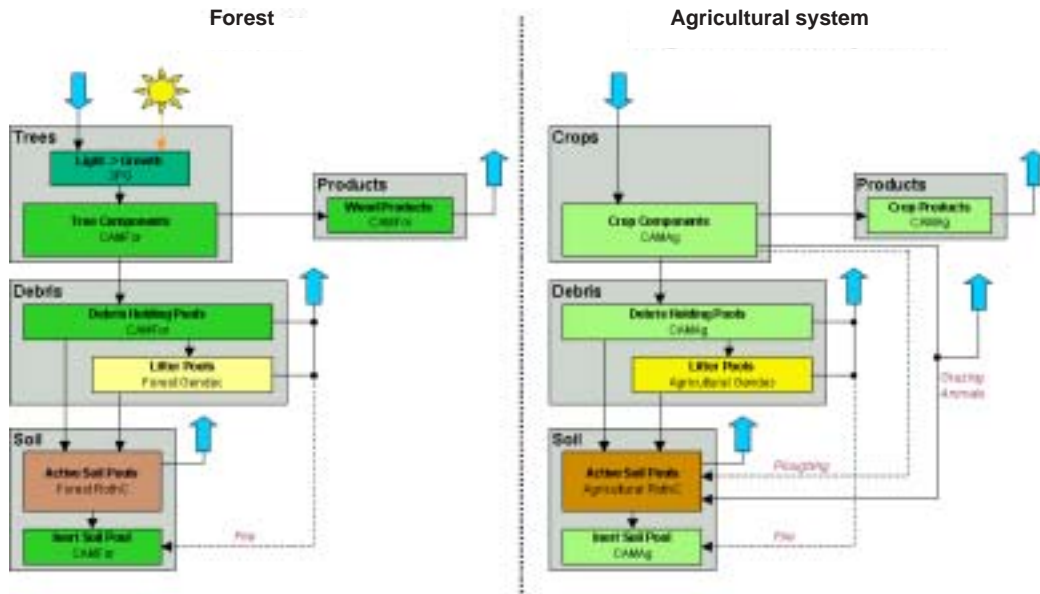 Forest
Agricultural system
Trees
Light -> Growth
3PG
Tree Components
CAMFor
Products
Wood Products
CAMFor
Debris
Debris Holding Pools
CAMFor
Litter Pools
Forest Gendec
Soil
Active Soil Pools
Forest RothC
Inert Soil Pool
CAMFor
Fire
Crops
Crop Components
CAMAg
Products
Crop Products
CAMAg
Debris
Debris Holding Pools
CAMAg
Litter Pools
Agricultural Gendec
Grazing
Animals
Soil
Active Soil Pools
Agricultural RothC
Ploughing
Inert Soil Pool
CAMAg
Fire